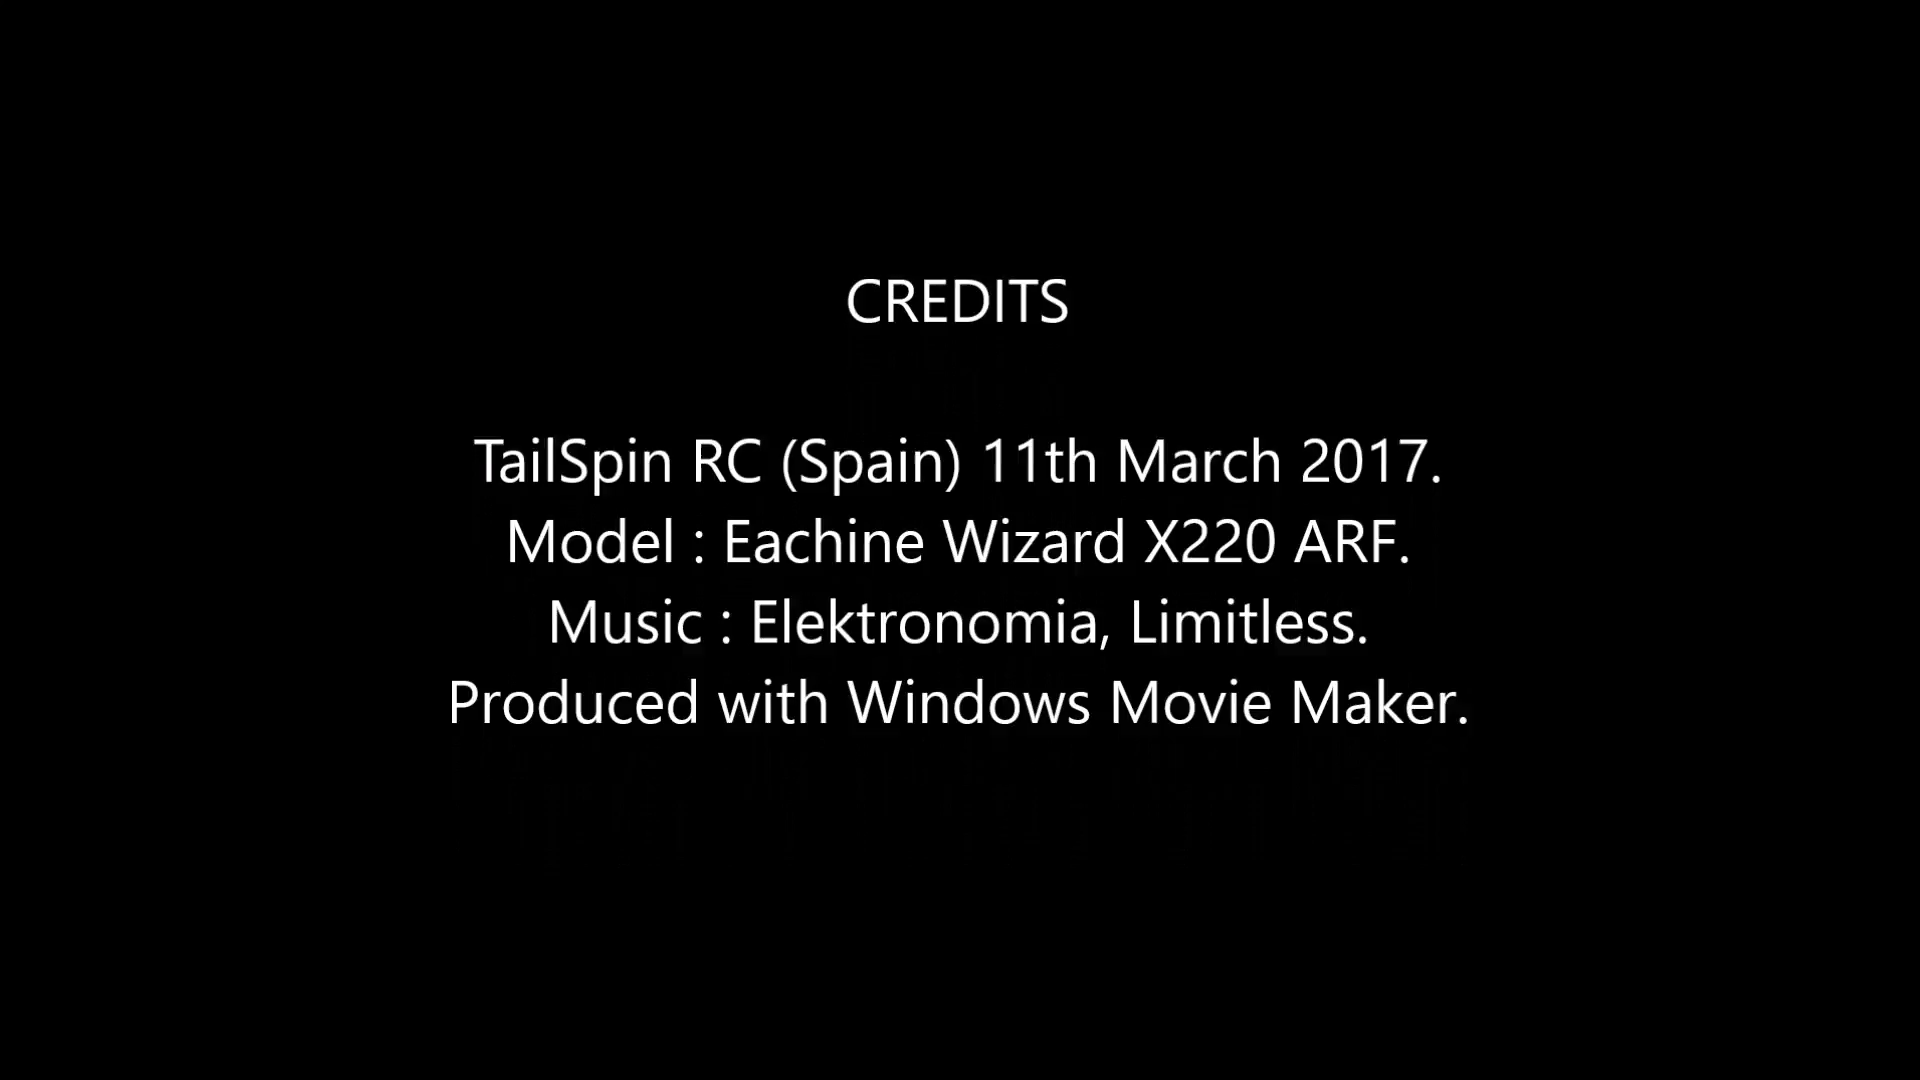 CREDITS
TailSpin RC (Spain) 11th March 2017.
Model : Eachine Wizard X220 ARF.
Music : Elektronomia, Limitless.
Produced with Windows Movie Maker.